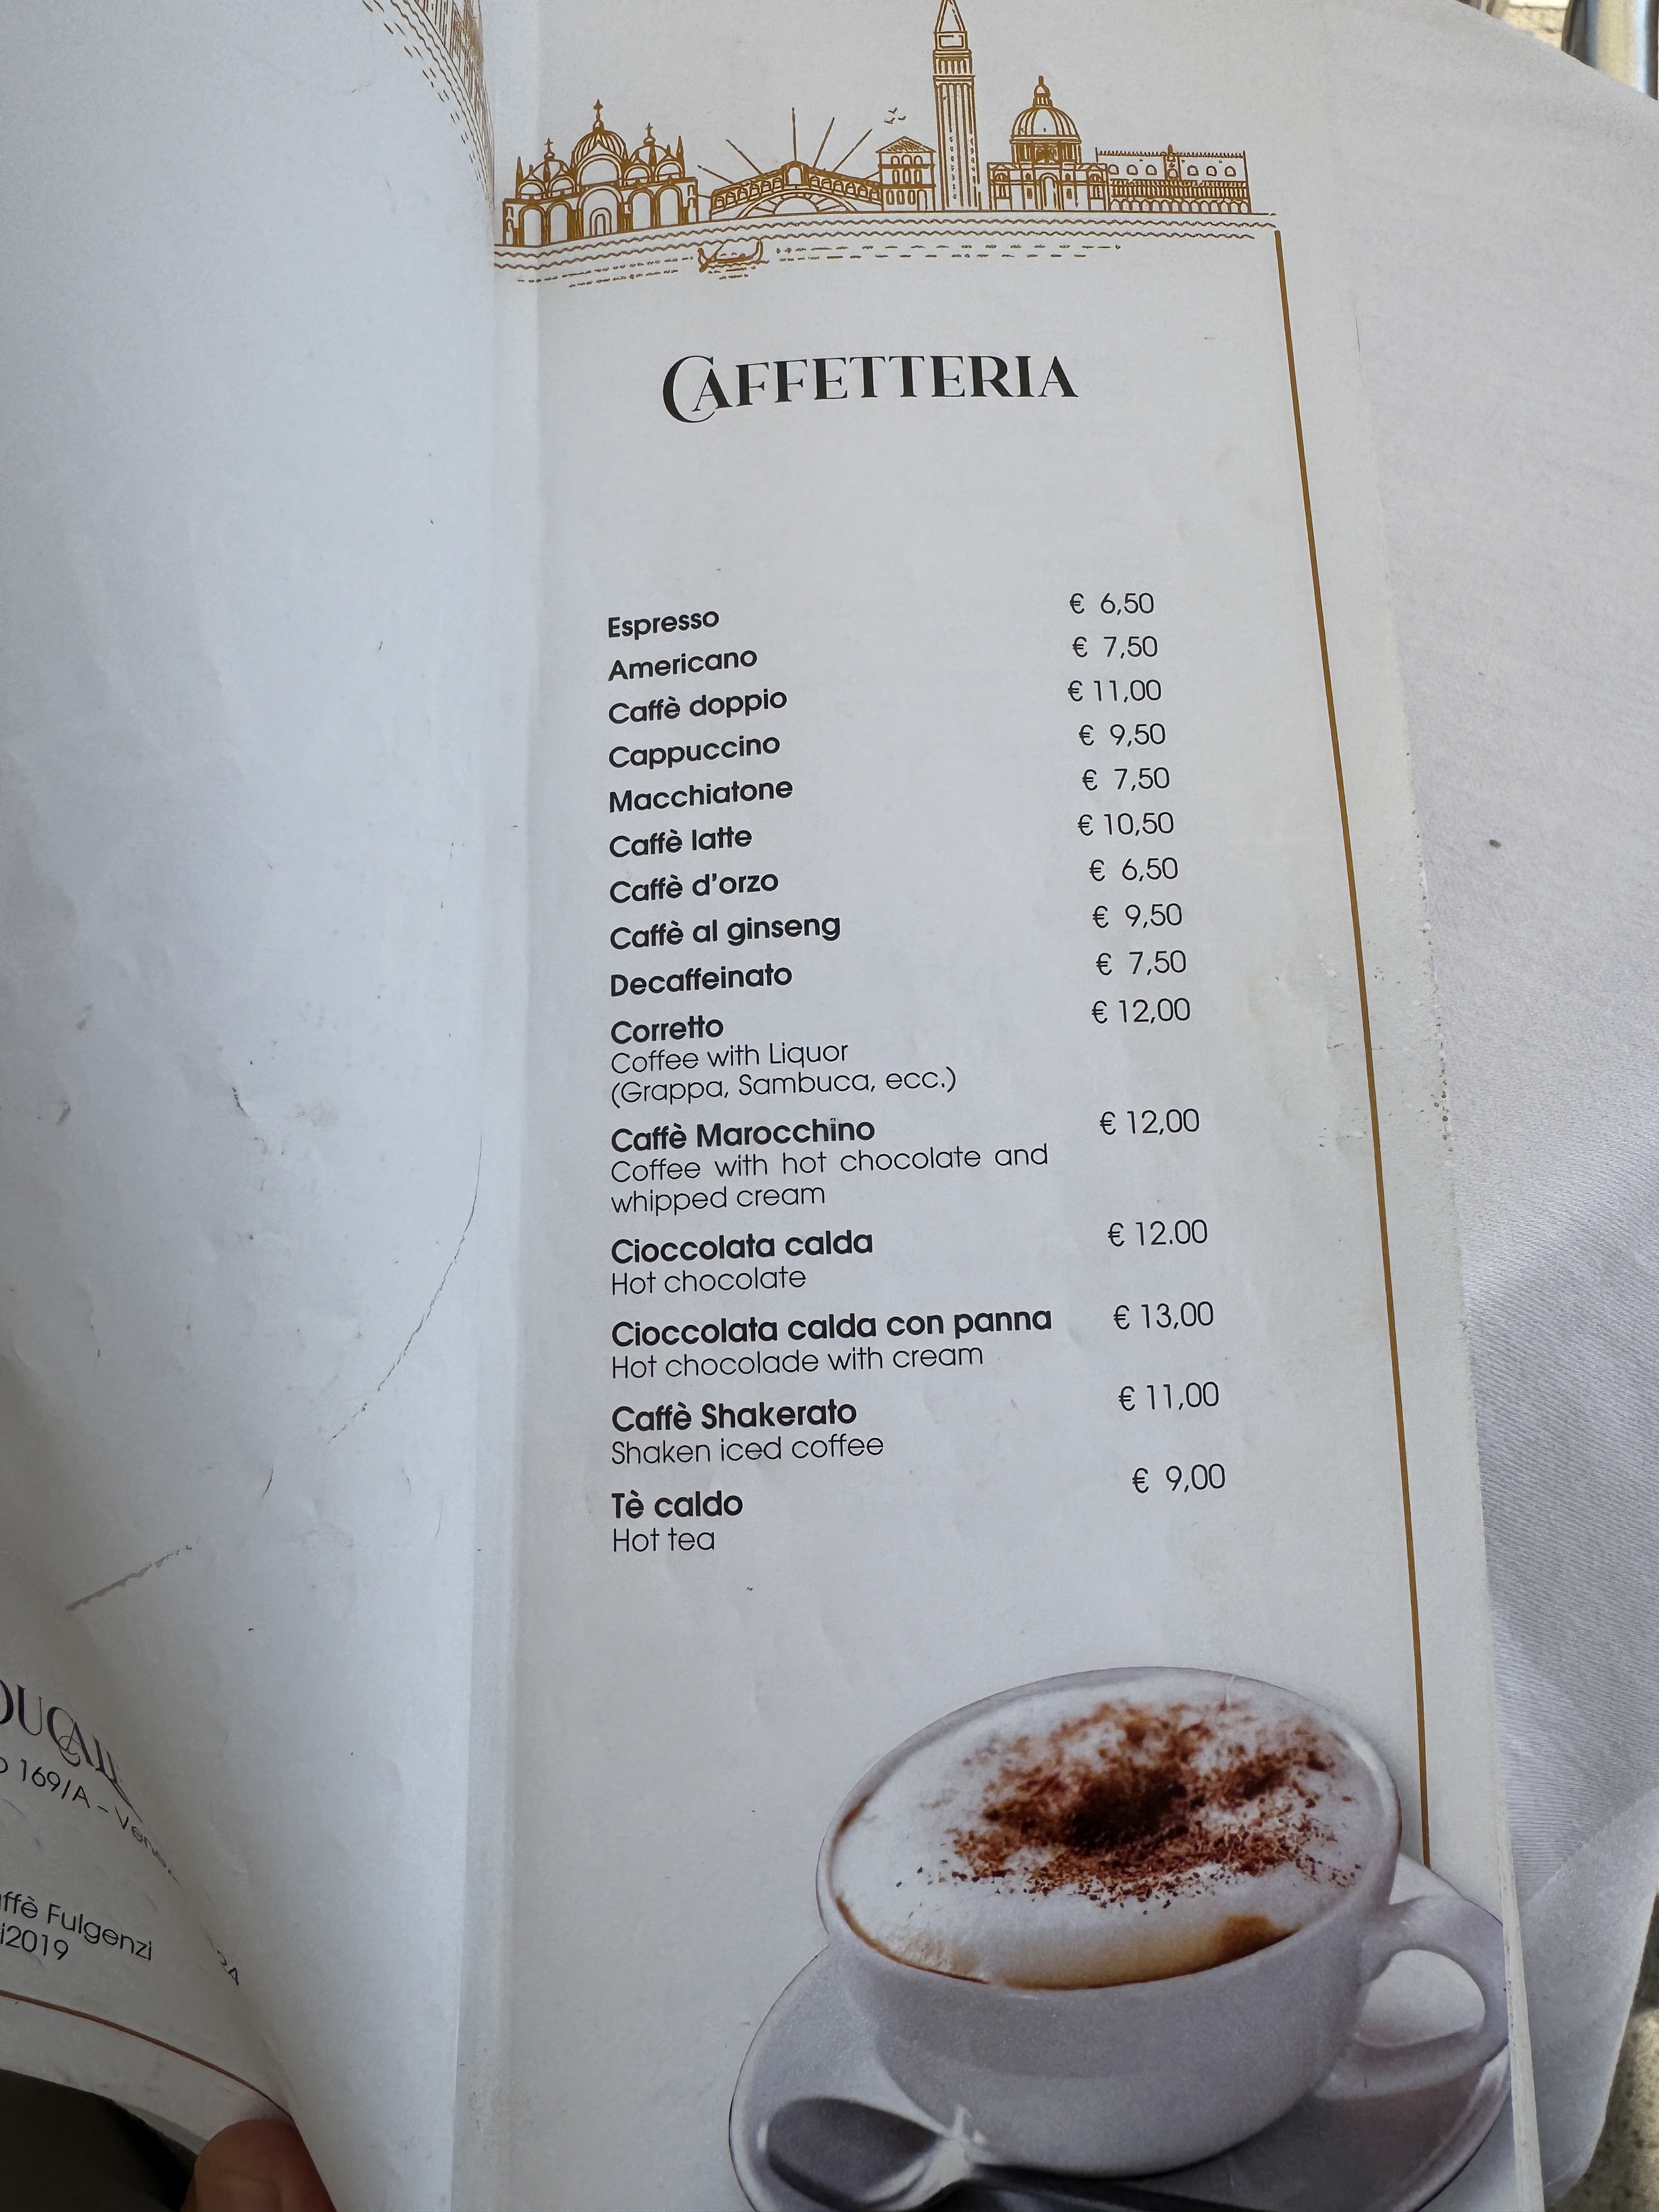 CAFFETTERIA
Espresso € 6,50
Americano € 7,50
Caffè doppio € 11,00
Cappuccino € 9,50
Macchiatone € 7,50
Caffè latte € 10,50
Caffè d'orzo € 6,50
Caffè al ginseng € 9,50
Decaffeinato € 7,50
Corretto € 12,00
Coffee with Liquor
(Grappa, Sambuca, ecc.)
Caffè Marocchino € 12,00
Coffee with hot chocolate and
whipped cream
Cioccolata calda € 12.00
Hot chocolate
Cioccolata calda con panna € 13,00
Hot chocolade with cream
Caffè Shakerato € 11,00
Shaken iced coffee
Tè caldo € 9,00
Hot tea
169/A -
Fulgenzi
i2019